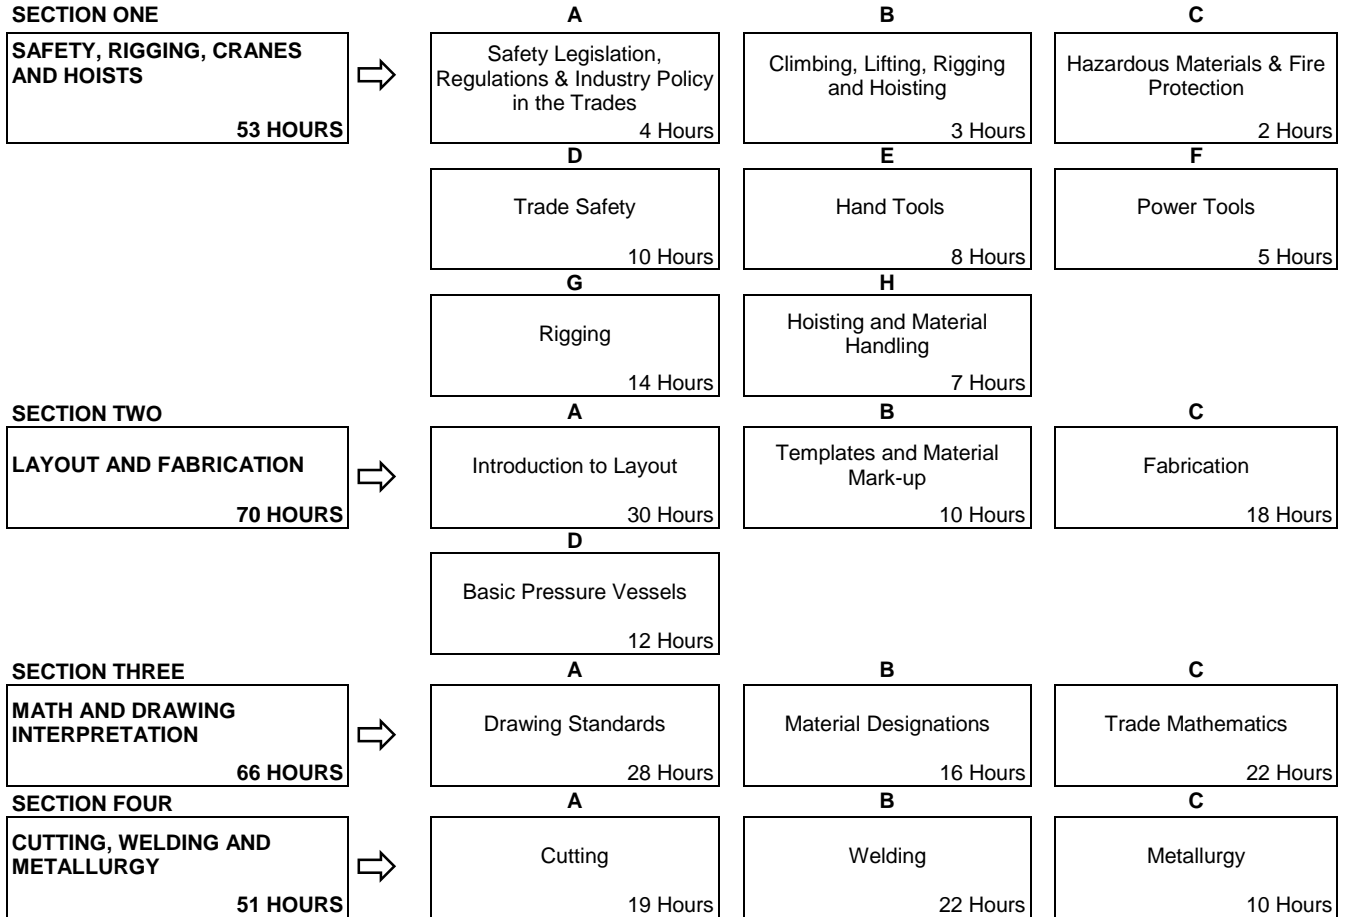 SECTION ONE
A
B
C
SAFETY, RIGGING, CRANES
AND HOISTS
53 HOURS
Safety Legislation,
Regulations & Industry Policy
in the Trades
4 Hours
Climbing, Lifting, Rigging
and Hoisting
3 Hours
Hazardous Materials & Fire
Protection
2 Hours
D
E
F
Trade Safety
10 Hours
Hand Tools
8 Hours
Power Tools
5 Hours
G
H
Rigging
14 Hours
Hoisting and Material
Handling
7 Hours
SECTION TWO
A
B
C
LAYOUT AND FABRICATION
70 HOURS
Introduction to Layout
30 Hours
Templates and Material
Mark-up
10 Hours
Fabrication
18 Hours
D
Basic Pressure Vessels
12 Hours
SECTION THREE
A
B
C
MATH AND DRAWING
INTERPRETATION
66 HOURS
Drawing Standards
28 Hours
Material Designations
16 Hours
Trade Mathematics
22 Hours
SECTION FOUR
A
B
C
CUTTING, WELDING AND
METALLURGY
51 HOURS
Cutting
19 Hours
Welding
22 Hours
Metallurgy
10 Hours